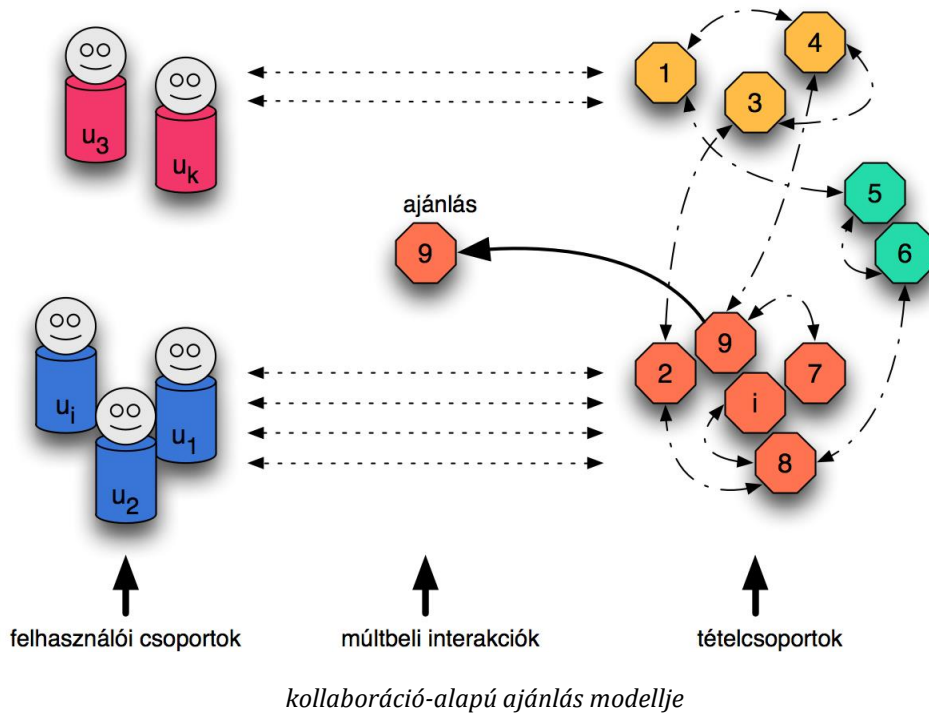 4
1
3
u3
uk
5
ajánlás
6
9
9
2
7
ui
i
u1
8
u2
felhasználói csoportok
múltbeli interakciók
tételcsoportok
kollaboráció-alapú ajánlás modellje